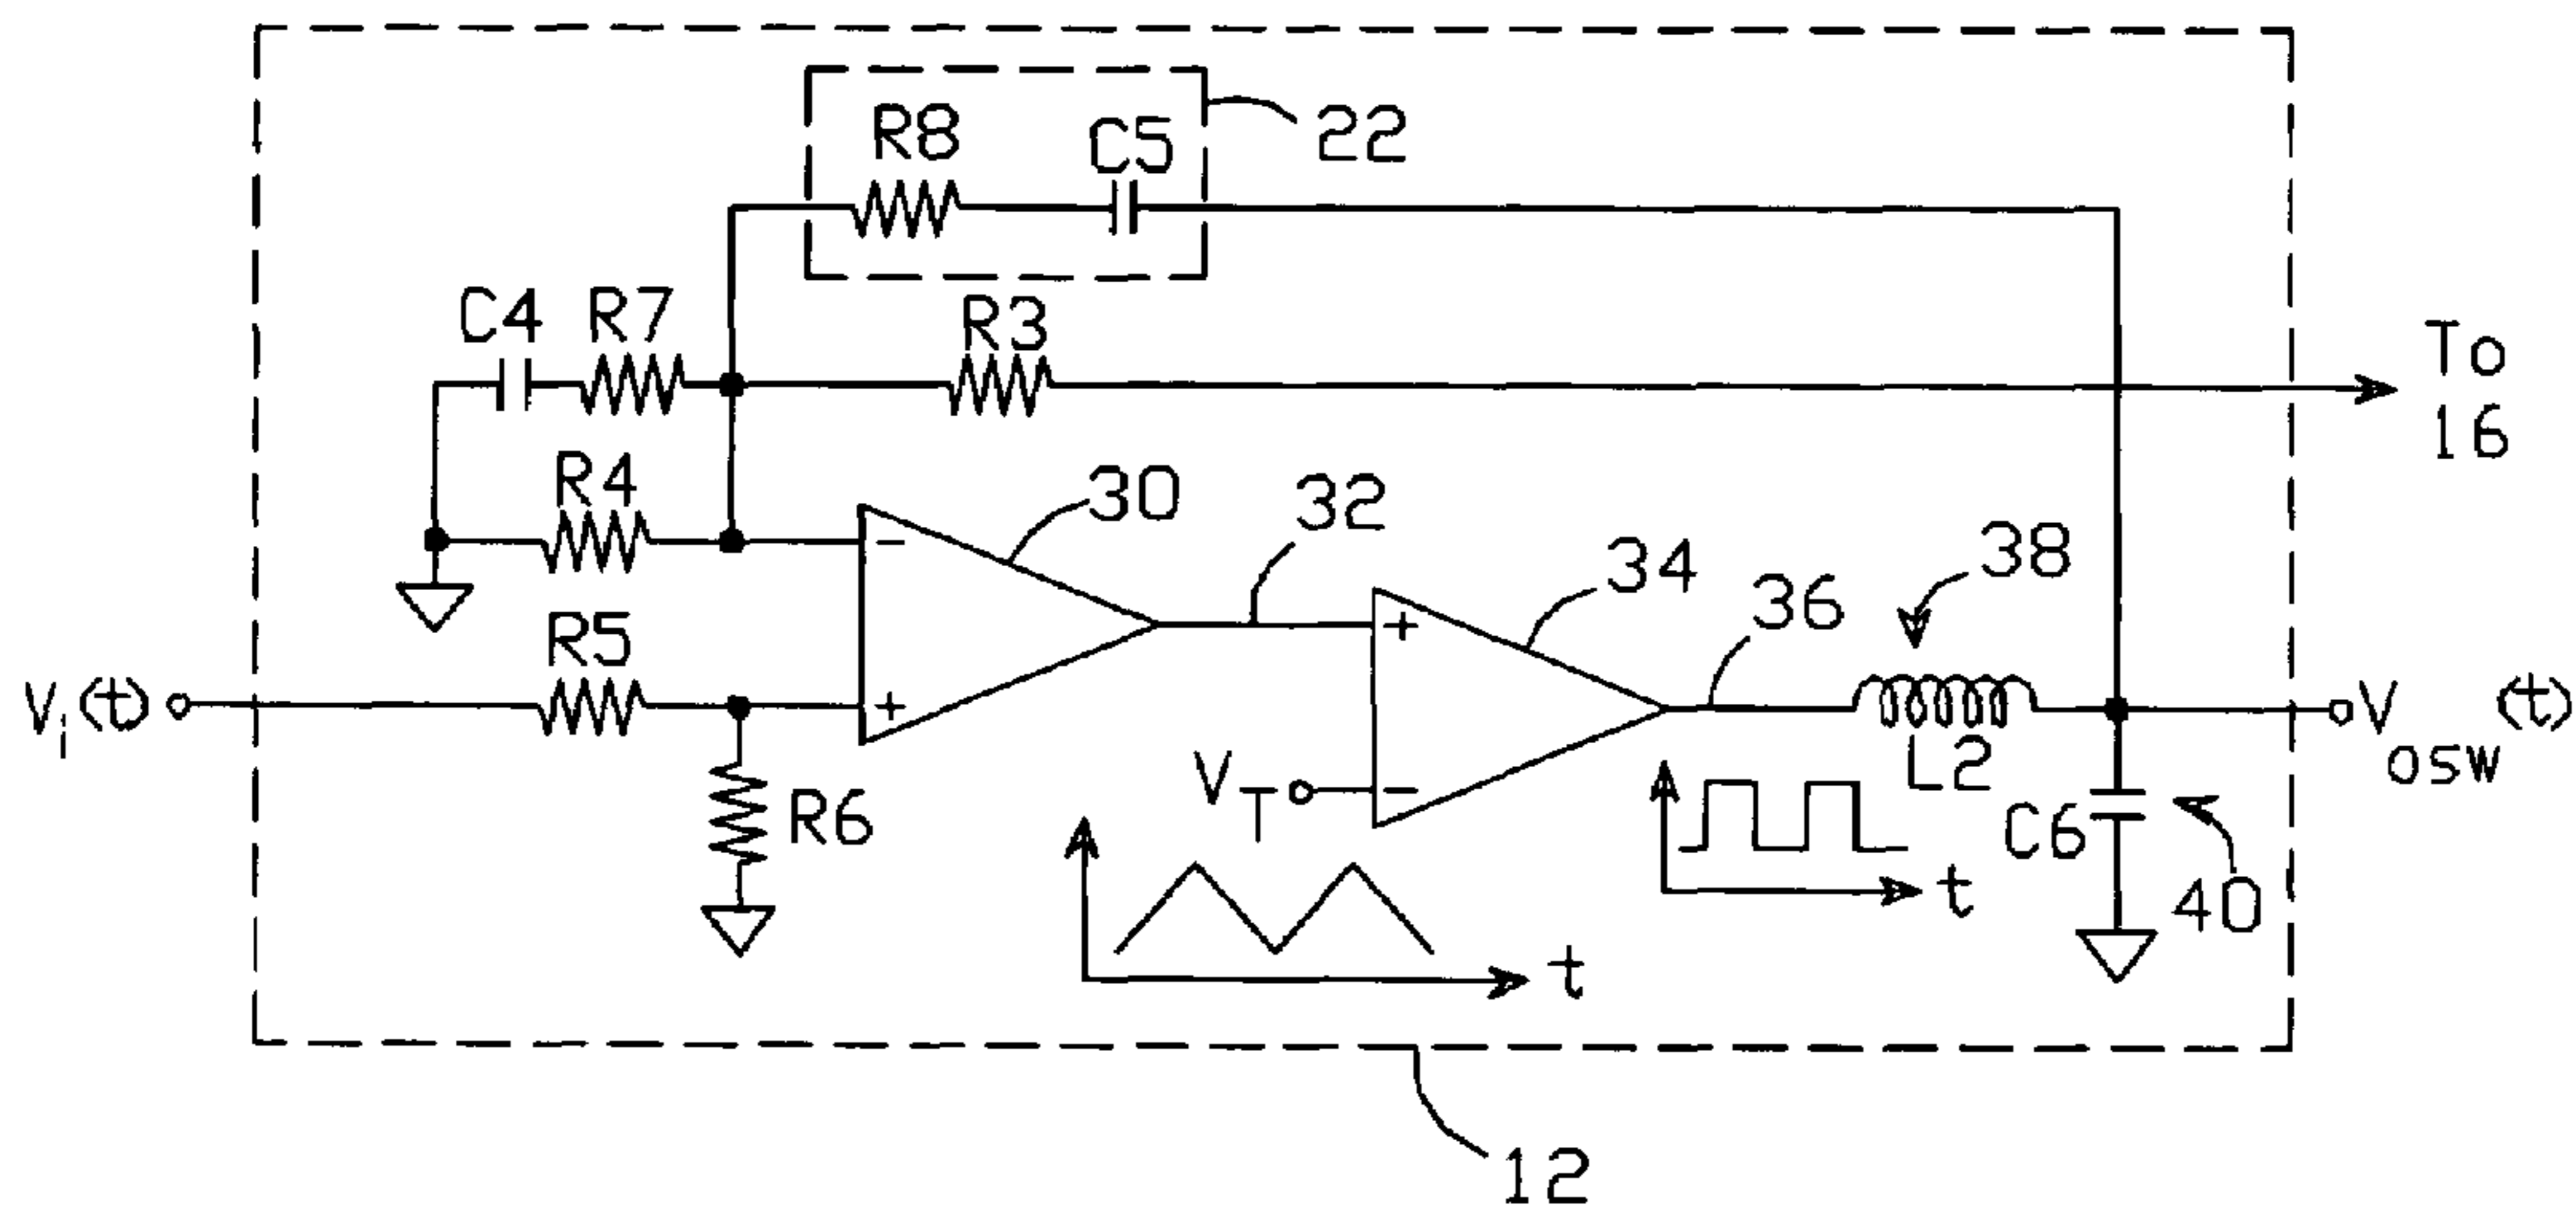 R8
C5
22
C4
R7
R3
To
16
R4
30
32
34
38
36
R5
Vi(t)
+
-
+
-
VT
R6
L2
Vosw(t)
C6
40
t
t
12